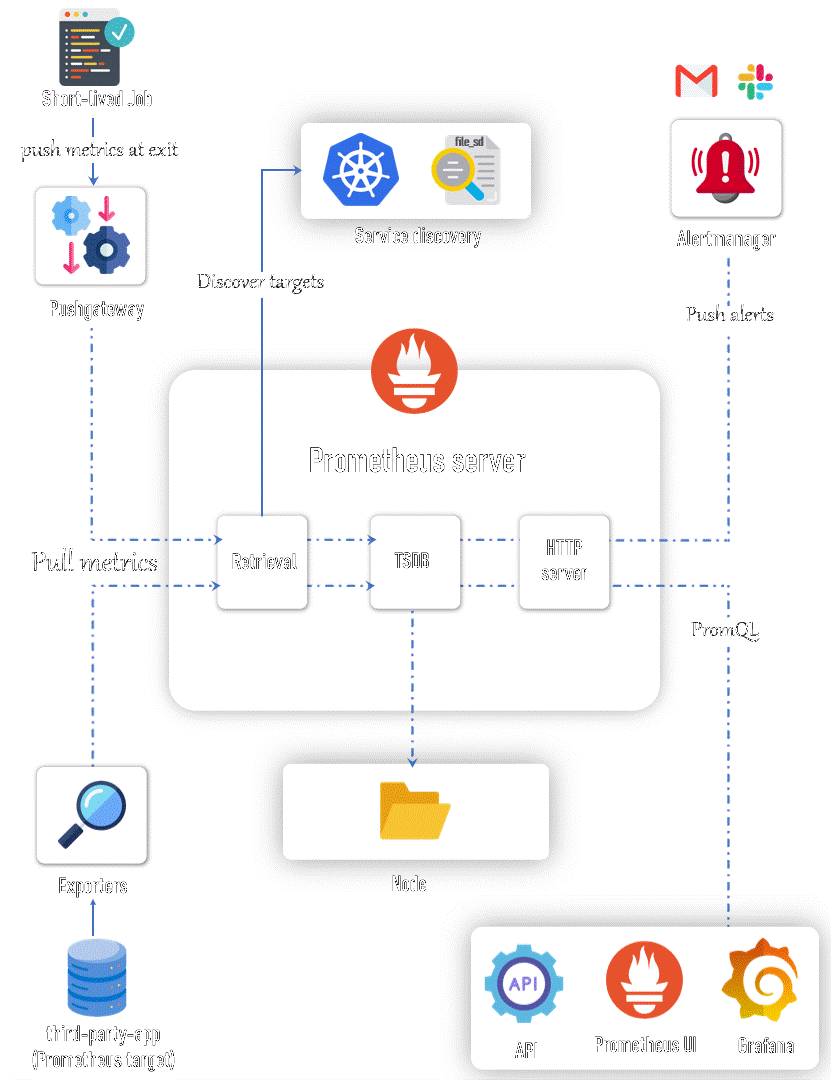 Short-lived Job
push metrics at exit
Pushgateway
file_sd
Service discovery
Discover targets
Alertmanager
Push alerts
Prometheus server
Pull metrics
Retrieval
TSDB
HTTP
server
PromQL
Exporters
Node
third-party-app
(Prometheus target)
API
API
Prometheus UI
Grafana